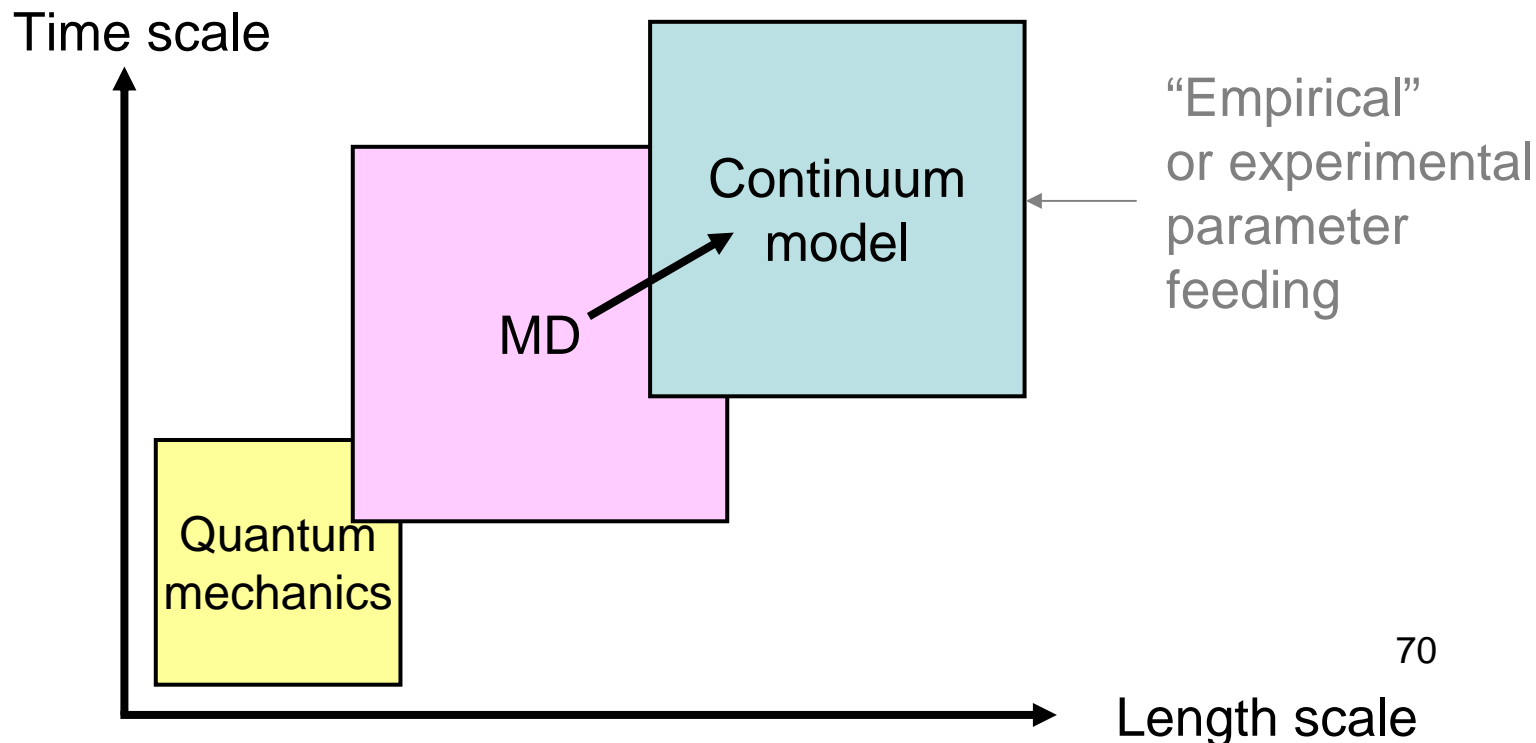 Time scale
“Empirical”
or experimental
parameter
feeding
Continuum
model
MD
Quantum
mechanics
70
Length scale